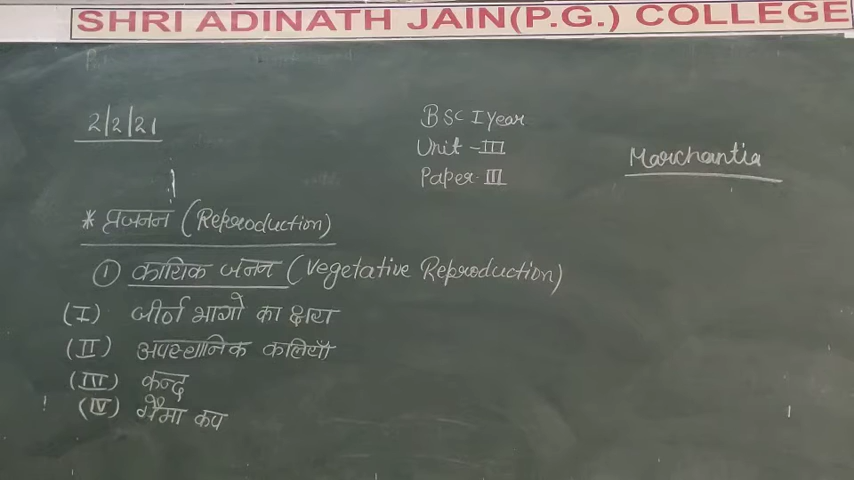 SHRI ADINATH JAIN(P.G.) COLLEGE
2/2/21
BSC I Year
Unit -III
Paper-III
Marchantia
* प्रजनन (Reproduction)
① कायिक जनन (Vegetative Reproduction)
(I) जीर्ण भागो का क्षय
(II) अपस्थानिक कलियाँ
(III) कन्द
(IV) गैमा कप